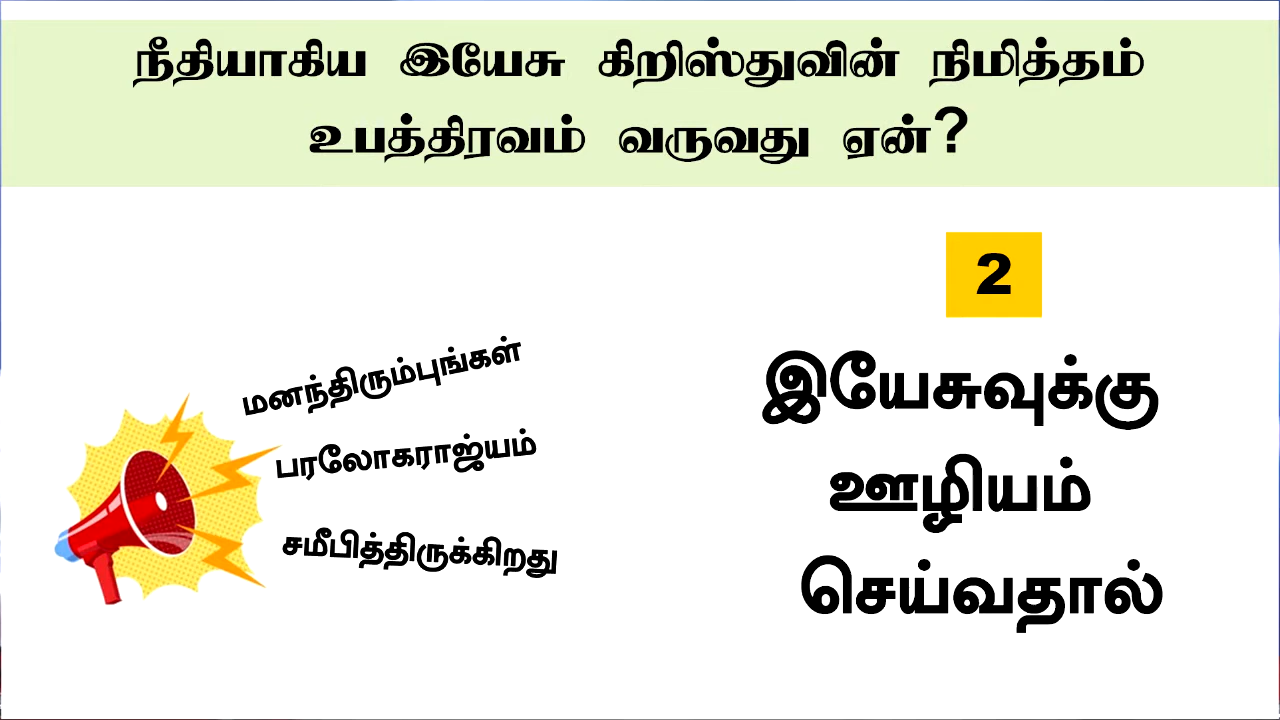 நீதியாகிய இயேசு கிறிஸ்துவின் நிமித்தம்
உபத்திரவம் வருவது ஏன்?
2
இயேசுவுக்கு
ஊழியம்
செய்வதால்
மனந்திரும்புங்கள்
பரலோகராஜ்யம்
சமீபித்திருக்கிறது